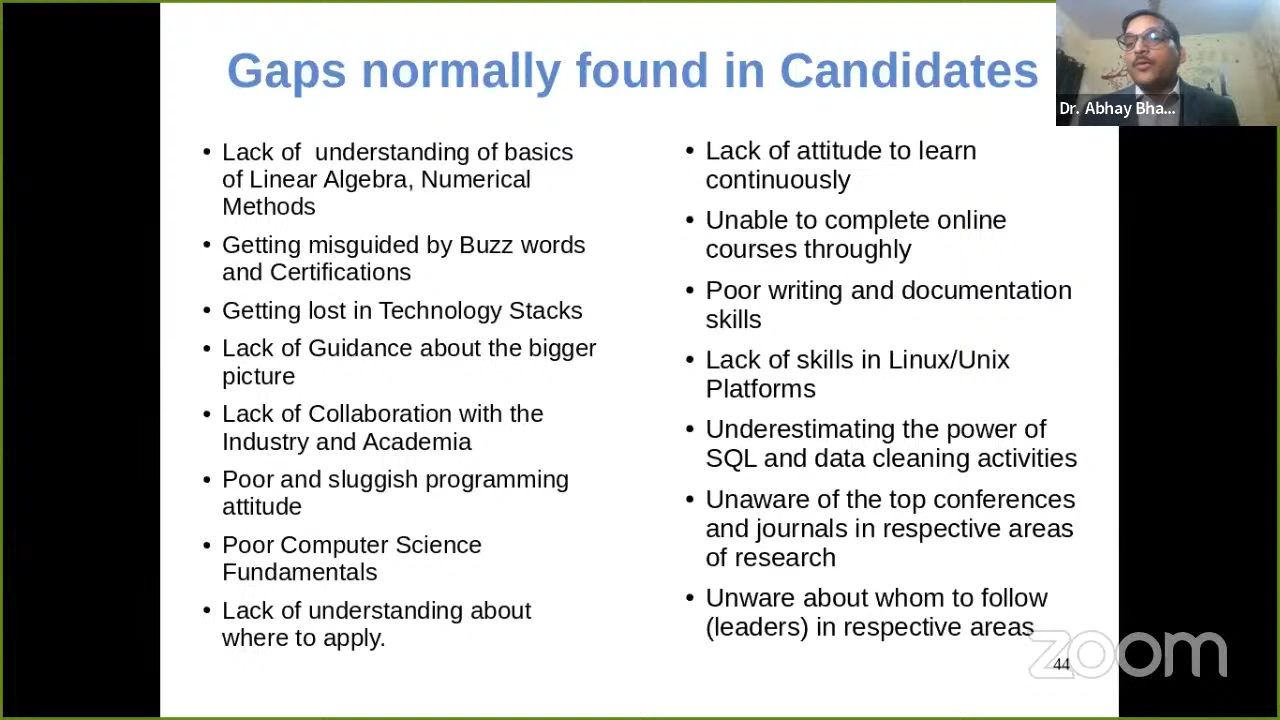 Gaps normally found in Candidates
Dr. Abhay Bha...
• Lack of  understanding of basics
of Linear Algebra, Numerical
Methods
• Getting misguided by Buzz words
and Certifications
• Getting lost in Technology Stacks
• Lack of Guidance about the bigger
picture
• Lack of Collaboration with the
Industry and Academia
• Poor and sluggish programming
attitude
• Poor Computer Science
Fundamentals
• Lack of understanding about
where to apply.
• Lack of attitude to learn
continuously
• Unable to complete online
courses throughly
• Poor writing and documentation
skills
• Lack of skills in Linux/Unix
Platforms
• Underestimating the power of
SQL and data cleaning activities
• Unaware of the top conferences
and journals in respective areas
of research
• Unware about whom to follow
(leaders) in respective areas
44
zoom